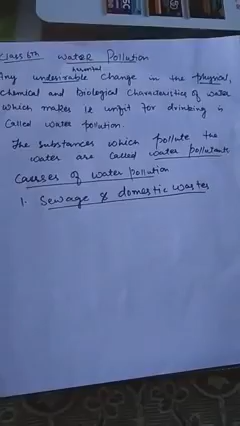 Class 6th Water Pollution
harmful
Any undesirable change in the physical,
Chemical and biological Characteristics of water
which makes it unfit for drinking is
Called water pollution.
The substances which pollute the
water are called water pollutants
Causes of water pollution
1. Sewage & domestic wastes